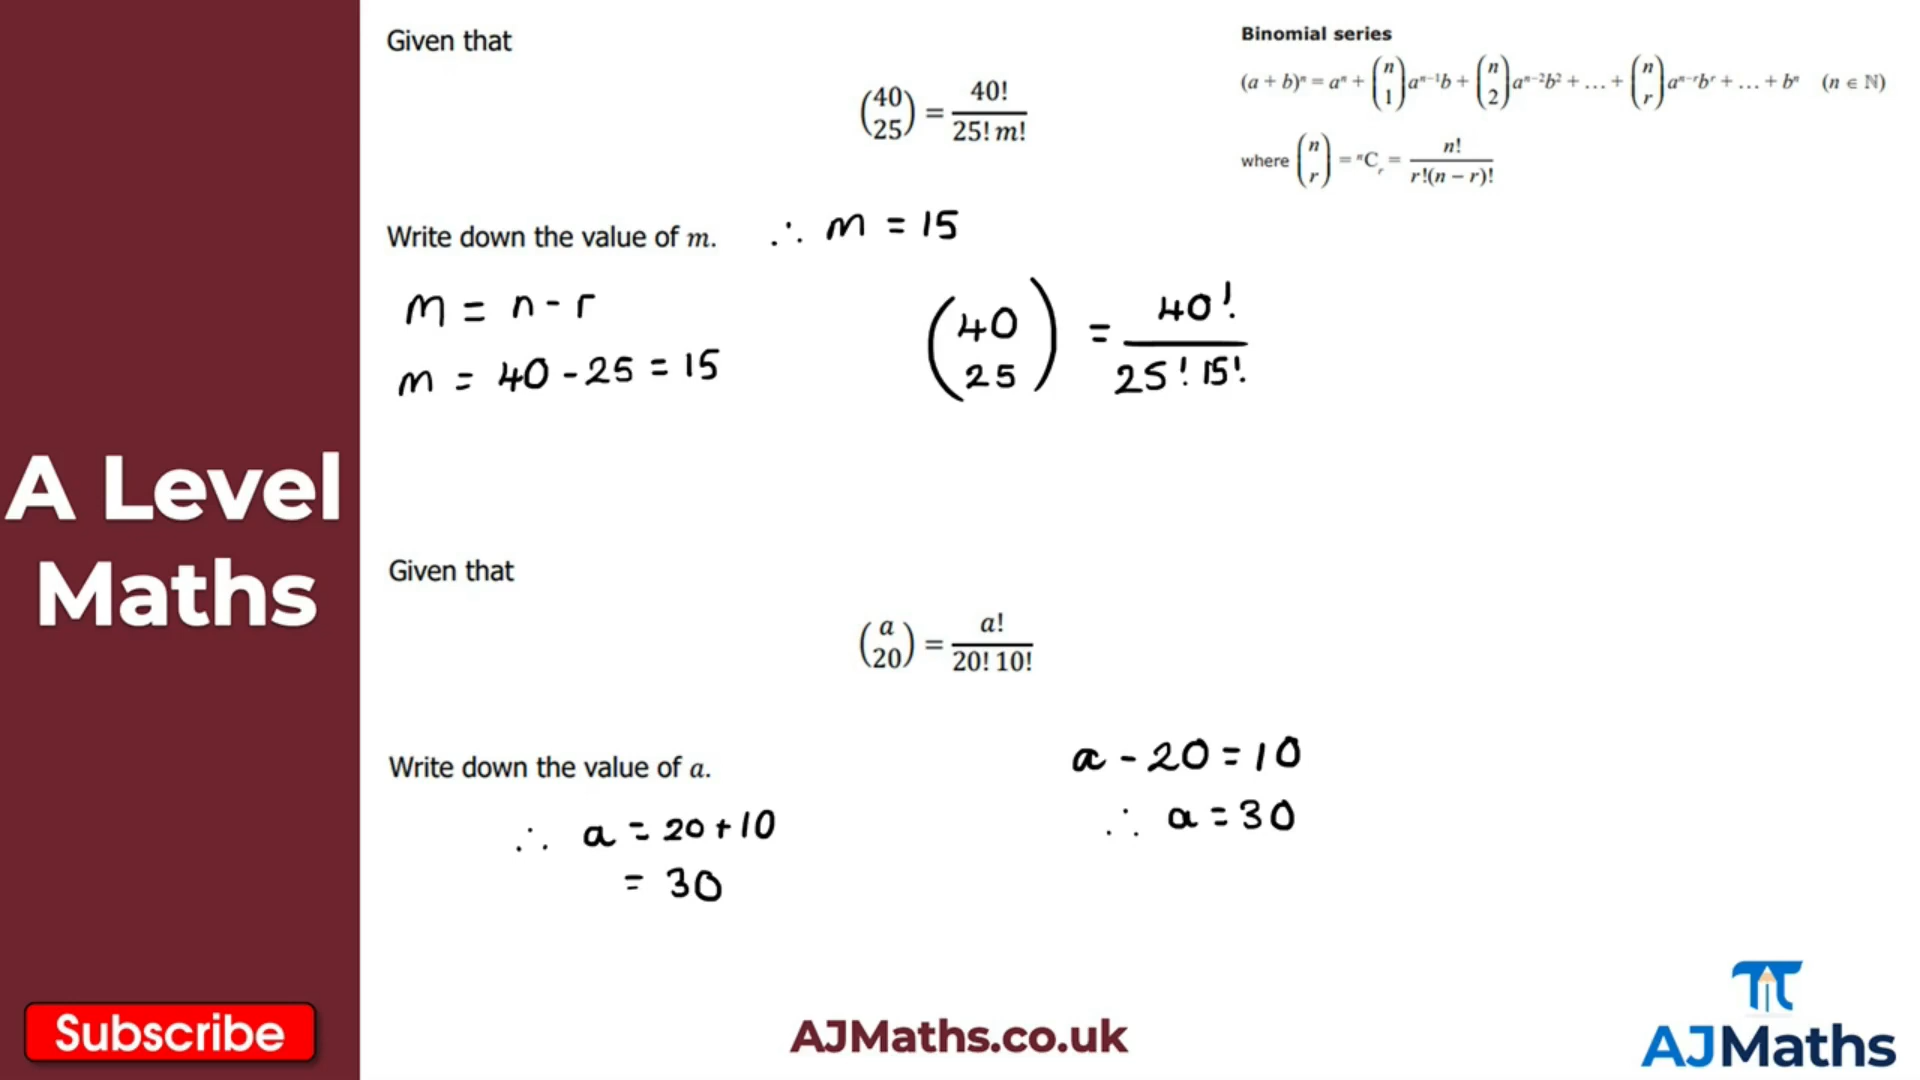 Given that
(40 25) = 40! / 25! m!
Binomial series
(a + b)ⁿ = aⁿ + (n 1) aⁿ⁻¹b + (n 2) aⁿ⁻²b² + … + (n r) aⁿ⁻ʳbʳ + … + bⁿ (n ∈ ℕ)
where (n r) = ⁿCᵣ = n! / r!(n − r)!
Write down the value of m. ∴ m = 15
m = n - r
m = 40 - 25 = 15
(40 25) = 40! / 25! 15!
A Level
Maths
Given that
(a 20) = a! / 20! 10!
Write down the value of a.
∴ a = 20 + 10
= 30
a - 20 = 10
∴ a = 30
Subscribe
AJMaths.co.uk
AJMaths